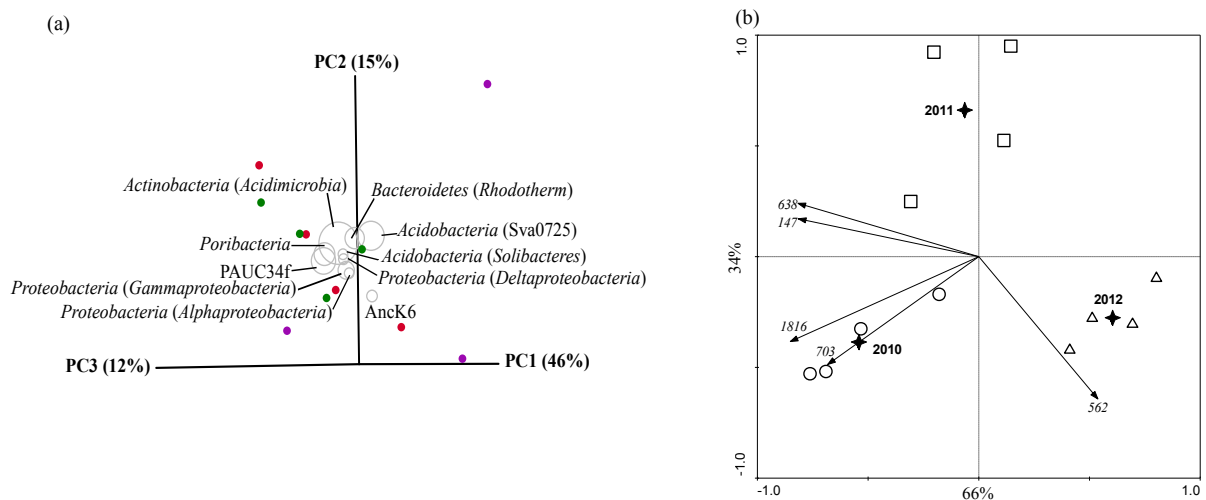 (a)
PC2 (15%)
Actinobacteria (Acidimicrobia)
Bacteroidetes (Rhodotherm)
Acidobacteria (Sva0725)
Poribacteria
Acidobacteria (Solibacteres)
PAUC34f
Proteobacteria (Deltaproteobacteria)
Proteobacteria (Gammaproteobacteria)
Proteobacteria (Alphaproteobacteria)
AncK6
PC3 (12%)
PC1 (46%)
(b)
1.0
2011
638
147
34%
2012
1816
703
2010
562
-1.0
-1.0
66%
1.0